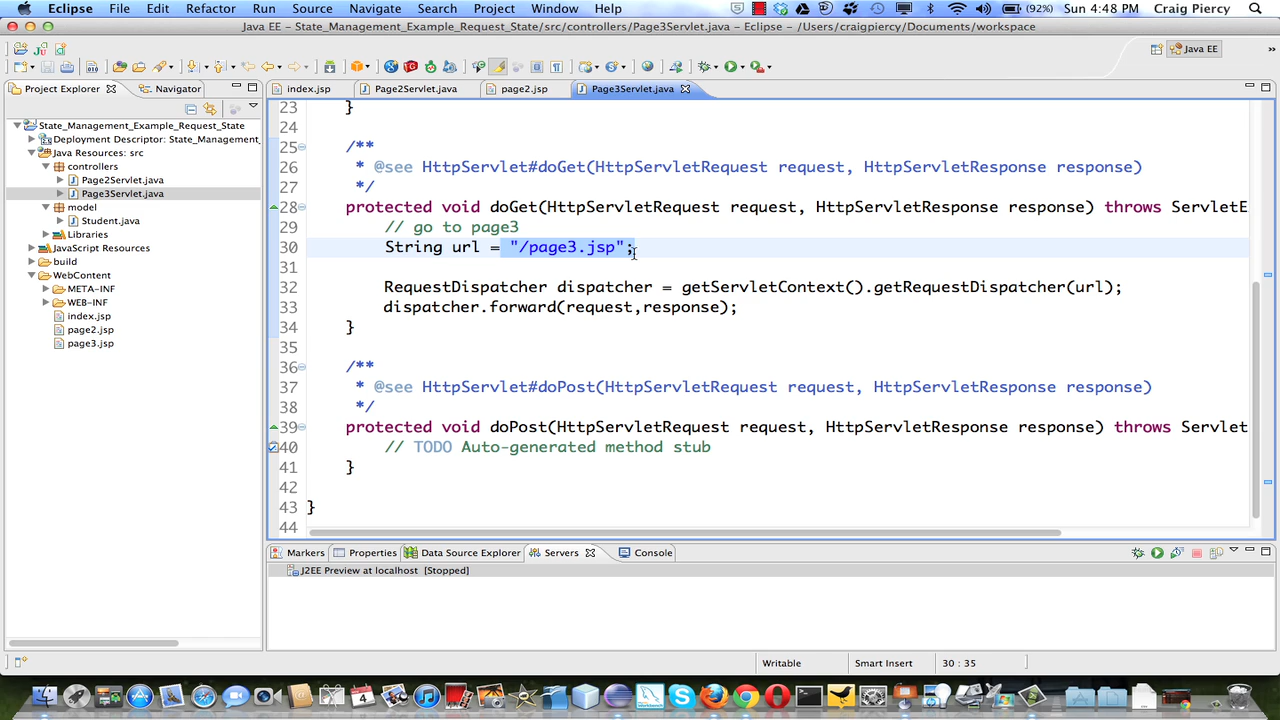 Eclipse File Edit Refactor Run Source Navigate Search Project Window Help (92%) Sun 4:48 PM Craig Piercy
Java EE - State_Management_Example_Request_State/src/controllers/Page3Servlet.java - Eclipse - /Users/craigpiercy/Documents/workspace
Java EE
Project Explorer Navigator
index.jsp Page2Servlet.java page2.jsp Page3Servlet.java
State_Management_Example_Request_State
Deployment Descriptor: State_Management_
Java Resources: src
controllers
Page2Servlet.java
Page3Servlet.java
model
Student.java
Libraries
JavaScript Resources
build
WebContent
META-INF
WEB-INF
index.jsp
page2.jsp
page3.jsp
23 }
24
25 /**
26 * @see HttpServlet#doGet(HttpServletRequest request, HttpServletResponse response)
27 */
28 protected void doGet(HttpServletRequest request, HttpServletResponse response) throws ServletE
29 // go to page3
30 String url = "/page3.jsp";
31
32 RequestDispatcher dispatcher = getServletContext().getRequestDispatcher(url);
33 dispatcher.forward(request,response);
34 }
35
36 /**
37 * @see HttpServlet#doPost(HttpServletRequest request, HttpServletResponse response)
38 */
39 protected void doPost(HttpServletRequest request, HttpServletResponse response) throws Servlet
40 // TODO Auto-generated method stub
41 }
42
43 }
44
Markers Properties Data Source Explorer Servers Console
J2EE Preview at localhost [Stopped]
Writable Smart Insert 30 : 35